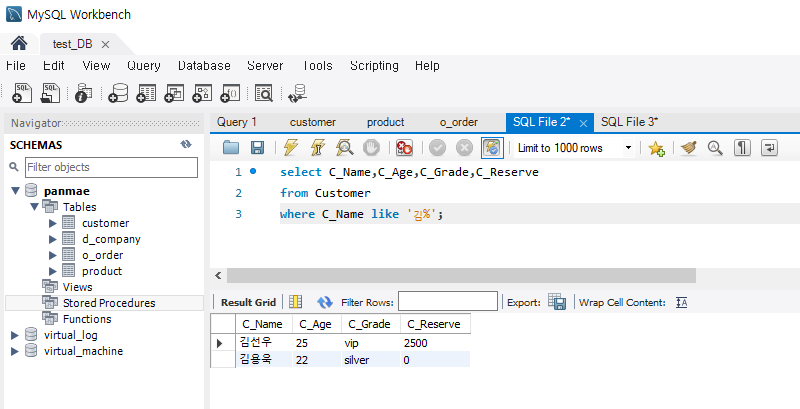 MySQL Workbench
test_DB
File Edit View Query Database Server Tools Scripting Help
Navigator
SCHEMAS
Filter objects
panmae
Tables
customer
d_company
o_order
product
Views
Stored Procedures
Functions
virtual_log
virtual_machine
Query 1 customer product o_order SQL File 2* SQL File 3*
Limit to 1000 rows
1 select C_Name,C_Age,C_Grade,C_Reserve
2 from Customer
3 where C_Name like '김%';
Result Grid Filter Rows: Export: Wrap Cell Content:
C_Name C_Age C_Grade C_Reserve
김선우 25 vip 2500
김용욱 22 silver 0